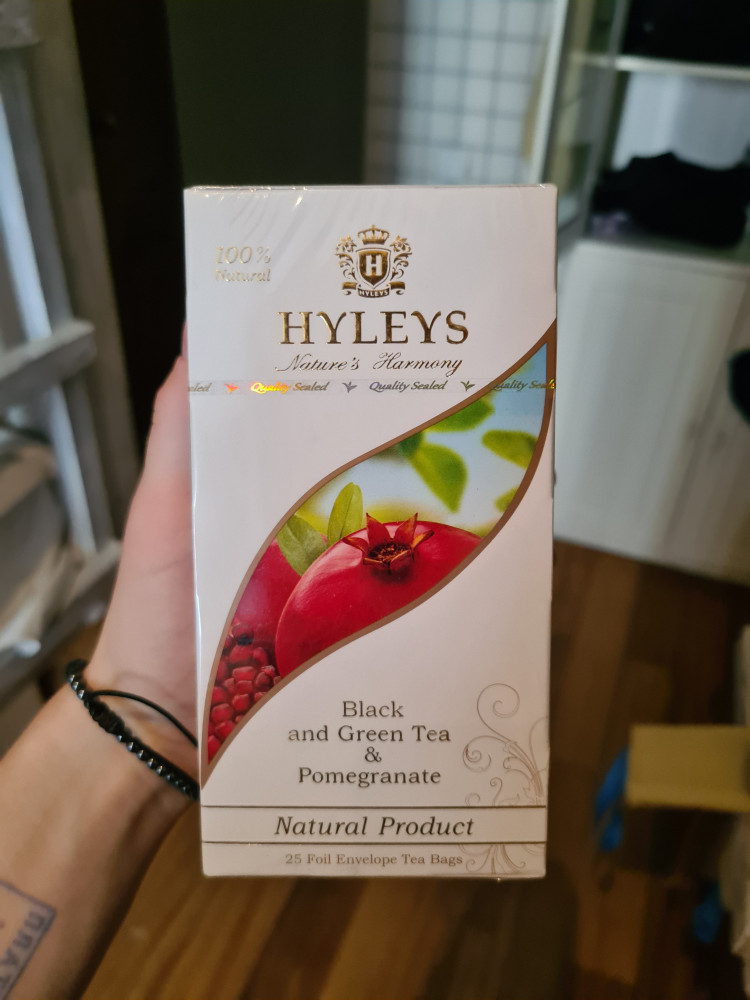 100%
Natural
H
HYLEYS
HYLEYS
Nature's Harmony
Quality Sealed Quality Sealed Quality Sealed
Black
and Green Tea
&
Pomegranate
Natural Product
25 Foil Envelope Tea Bags